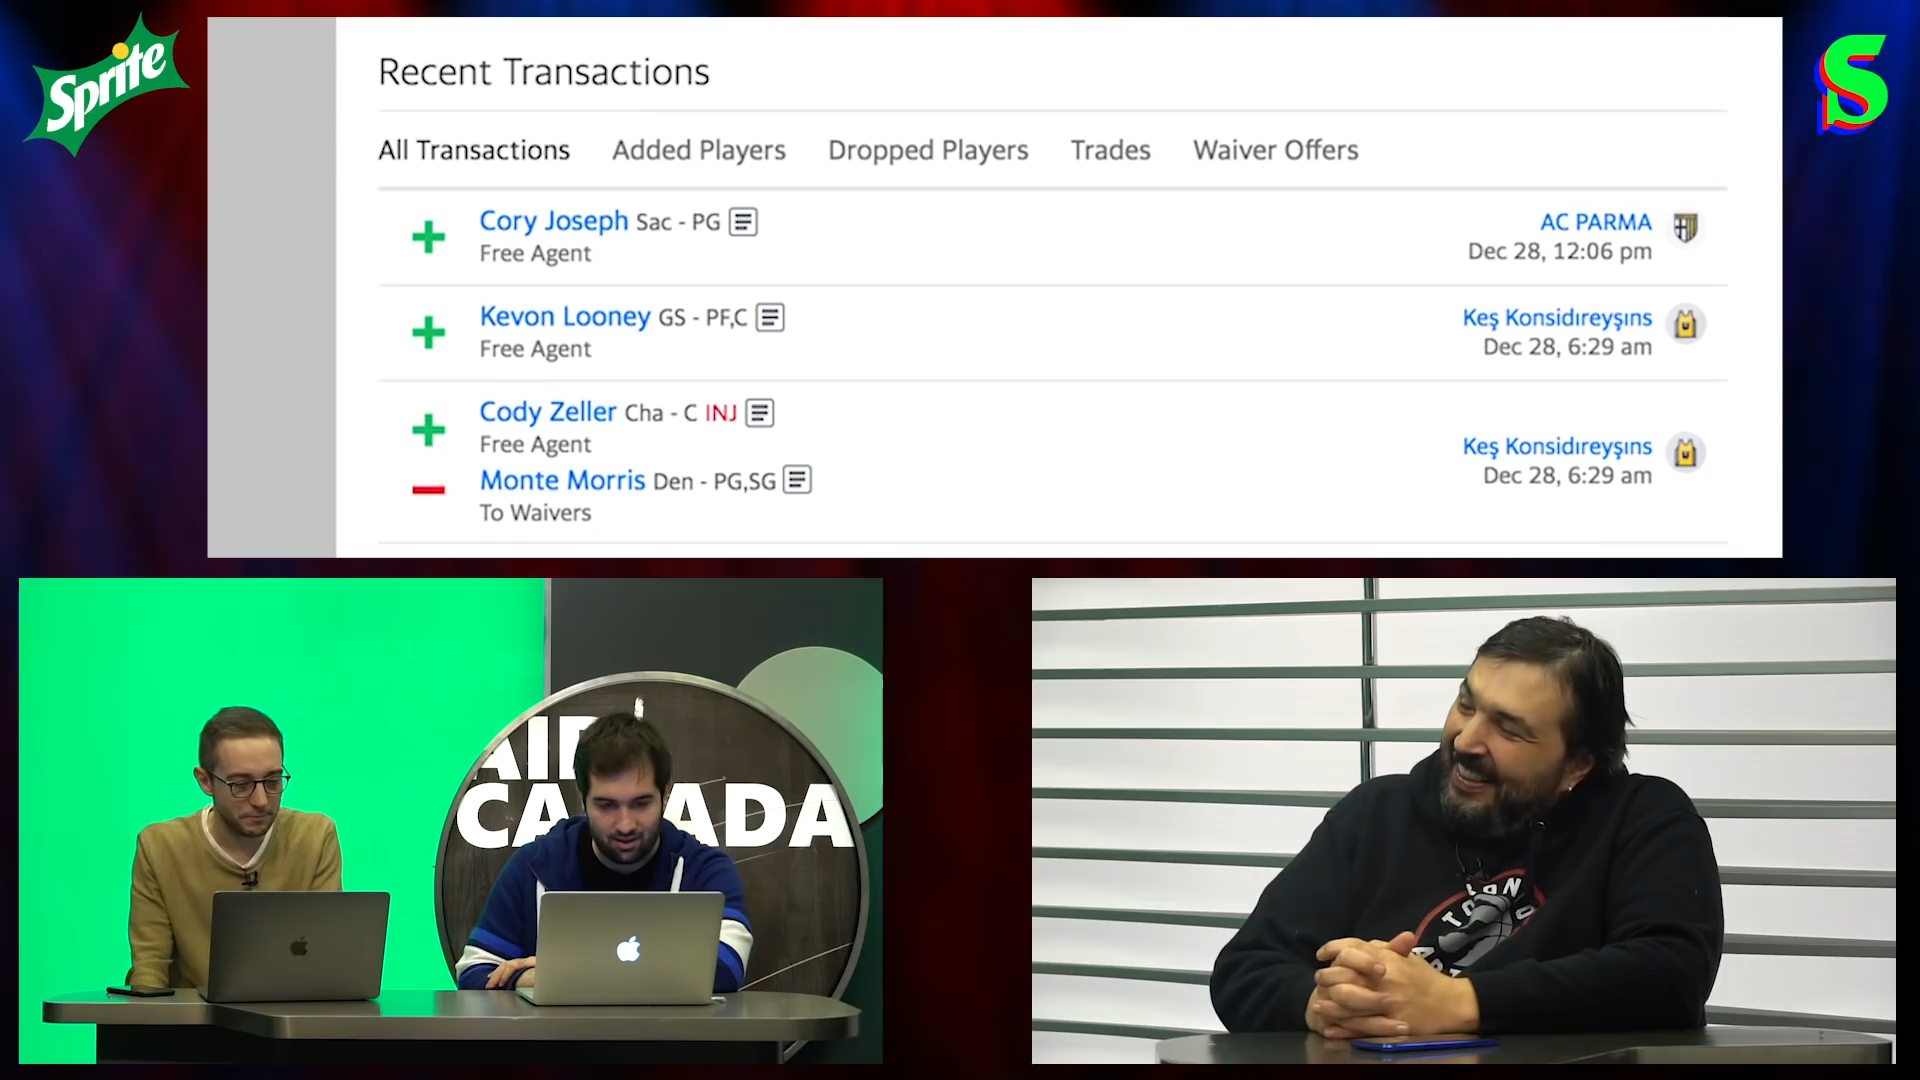 Sprite
S
Recent Transactions
All Transactions Added Players Dropped Players Trades Waiver Offers
Cory Joseph Sac - PG
Free Agent
AC PARMA
Dec 28, 12:06 pm
Kevon Looney GS - PF,C
Free Agent
Keş Konsidıreyşıns
Dec 28, 6:29 am
Cody Zeller Cha - C INJ
Free Agent
Monte Morris Den - PG,SG
To Waivers
Keş Konsidıreyşıns
Dec 28, 6:29 am